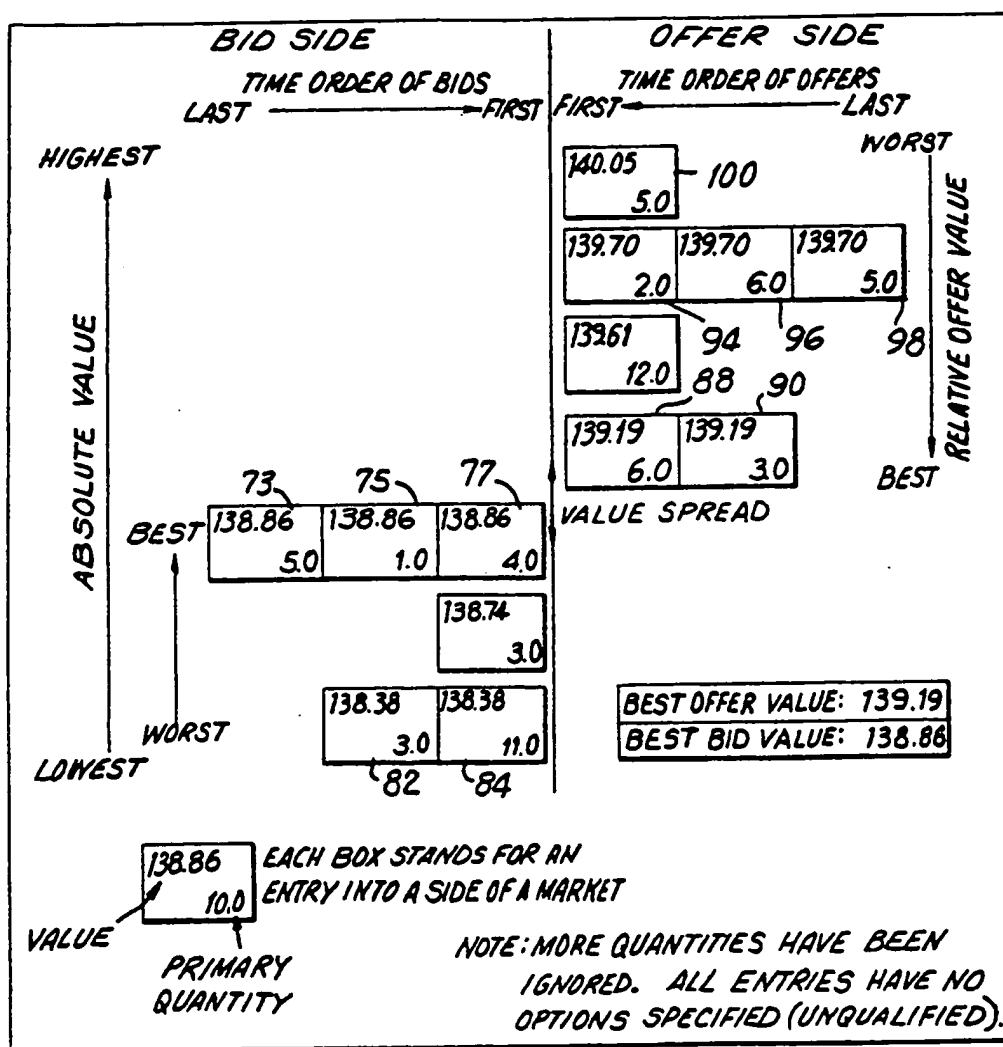 BID SIDE
OFFER SIDE
TIME ORDER OF BIDS
LAST FIRST
TIME ORDER OF OFFERS
FIRST LAST
HIGHEST
ABSOLUTE VALUE
LOWEST
WORST
RELATIVE OFFER VALUE
BEST
140.05
5.0
100
139.70 139.70 139.70
2.0 6.0 5.0
94 96 98
139.61
12.0
88 90
139.19 139.19
6.0 3.0
VALUE SPREAD
73 75 77
BEST
138.86 138.86 138.86
5.0 1.0 4.0
138.74
3.0
138.38 138.38
3.0 11.0
WORST
82 84
BEST OFFER VALUE: 139.19
BEST BID VALUE: 138.86
138.86
10.0
EACH BOX STANDS FOR AN
ENTRY INTO A SIDE OF A MARKET
VALUE
PRIMARY
QUANTITY
NOTE: MORE QUANTITIES HAVE BEEN
IGNORED. ALL ENTRIES HAVE NO
OPTIONS SPECIFIED (UNQUALIFIED).